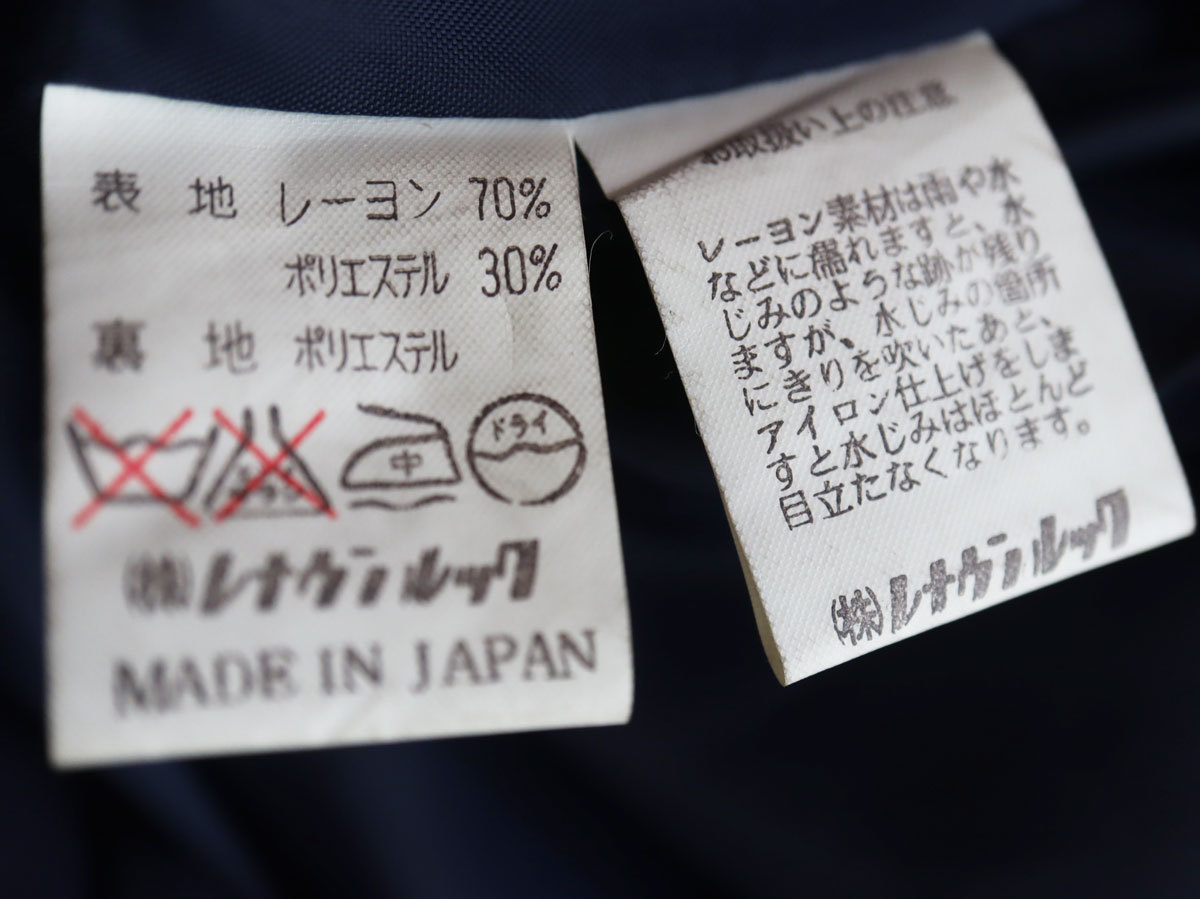 表 地 レーヨン 70%
ポリエステル 30%
裏 地 ポリエステル
中
ドライ
(株)レナウンルック
MADE IN JAPAN
お取扱い上の注意
レーヨン素材は雨や水
などに濡れますと、水
じみのような跡が残り
ますが、水じみの箇所
にきりを吹いたあと、
アイロン仕上げをしま
すと水じみはほとんど
目立たなくなります。
(株)レナウンルック